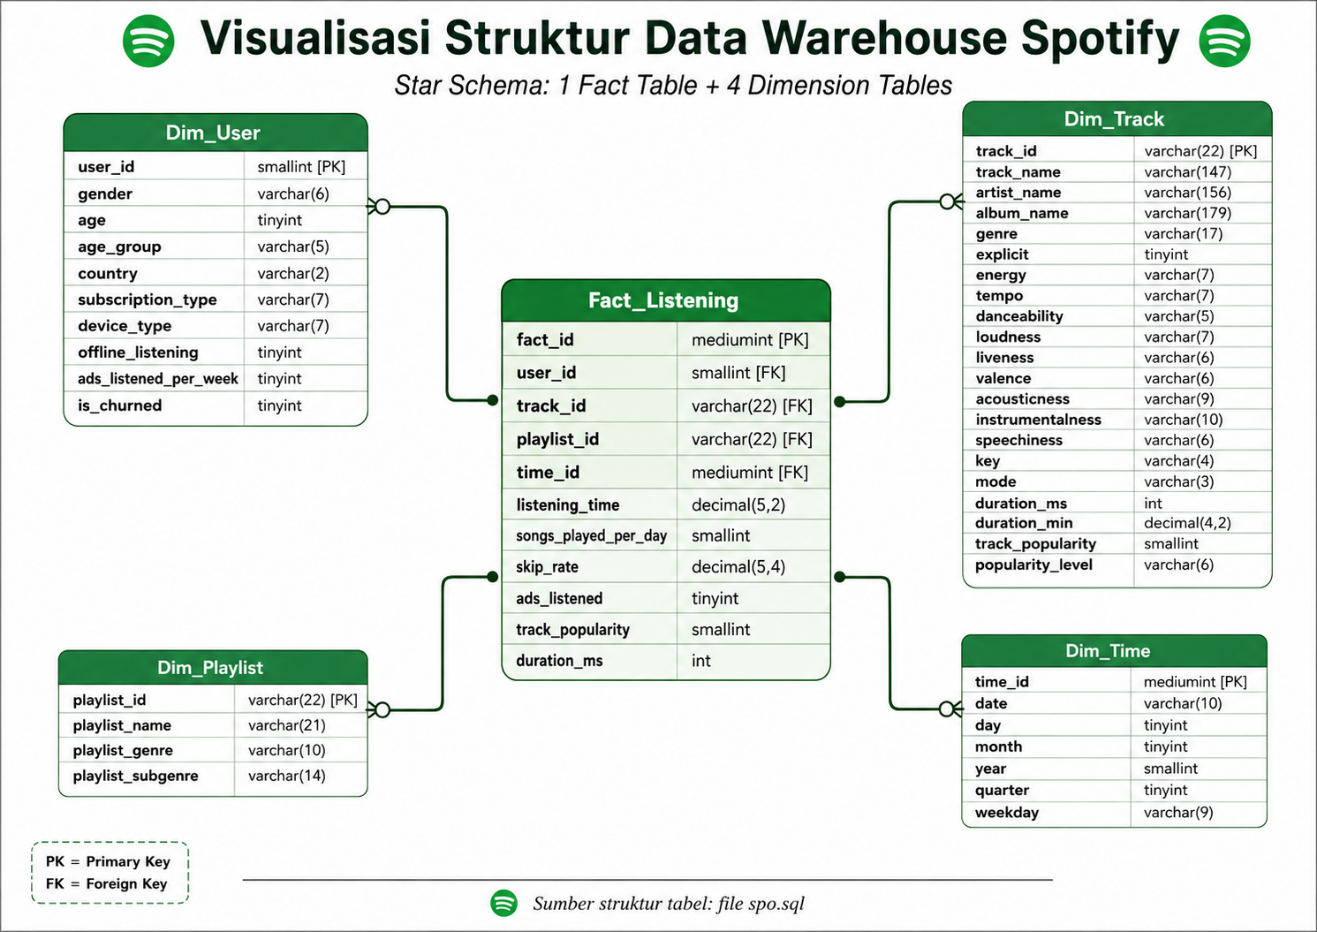 Visualisasi Struktur Data Warehouse Spotify
Star Schema: 1 Fact Table + 4 Dimension Tables
Dim_User
user_id smallint [PK]
gender varchar(6)
age tinyint
age_group varchar(5)
country varchar(2)
subscription_type varchar(7)
device_type varchar(7)
offline_listening tinyint
ads_listened_per_week tinyint
is_churned tinyint
Dim_Track
track_id varchar(22) [PK]
track_name varchar(147)
artist_name varchar(156)
album_name varchar(179)
genre varchar(17)
explicit tinyint
energy varchar(7)
tempo varchar(7)
danceability varchar(5)
loudness varchar(7)
liveness varchar(6)
valence varchar(6)
acousticness varchar(9)
instrumentalness varchar(10)
speechiness varchar(6)
key varchar(4)
mode varchar(3)
duration_ms int
duration_min decimal(4,2)
track_popularity smallint
popularity_level varchar(6)
Fact_Listening
fact_id mediumint [PK]
user_id smallint [FK]
track_id varchar(22) [FK]
playlist_id varchar(22) [FK]
time_id mediumint [FK]
listening_time decimal(5,2)
songs_played_per_day smallint
skip_rate decimal(5,4)
ads_listened tinyint
track_popularity smallint
duration_ms int
Dim_Playlist
playlist_id varchar(22) [PK]
playlist_name varchar(21)
playlist_genre varchar(10)
playlist_subgenre varchar(14)
Dim_Time
time_id mediumint [PK]
date varchar(10)
day tinyint
month tinyint
year smallint
quarter tinyint
weekday varchar(9)
PK = Primary Key
FK = Foreign Key
Sumber struktur tabel: file spo.sql